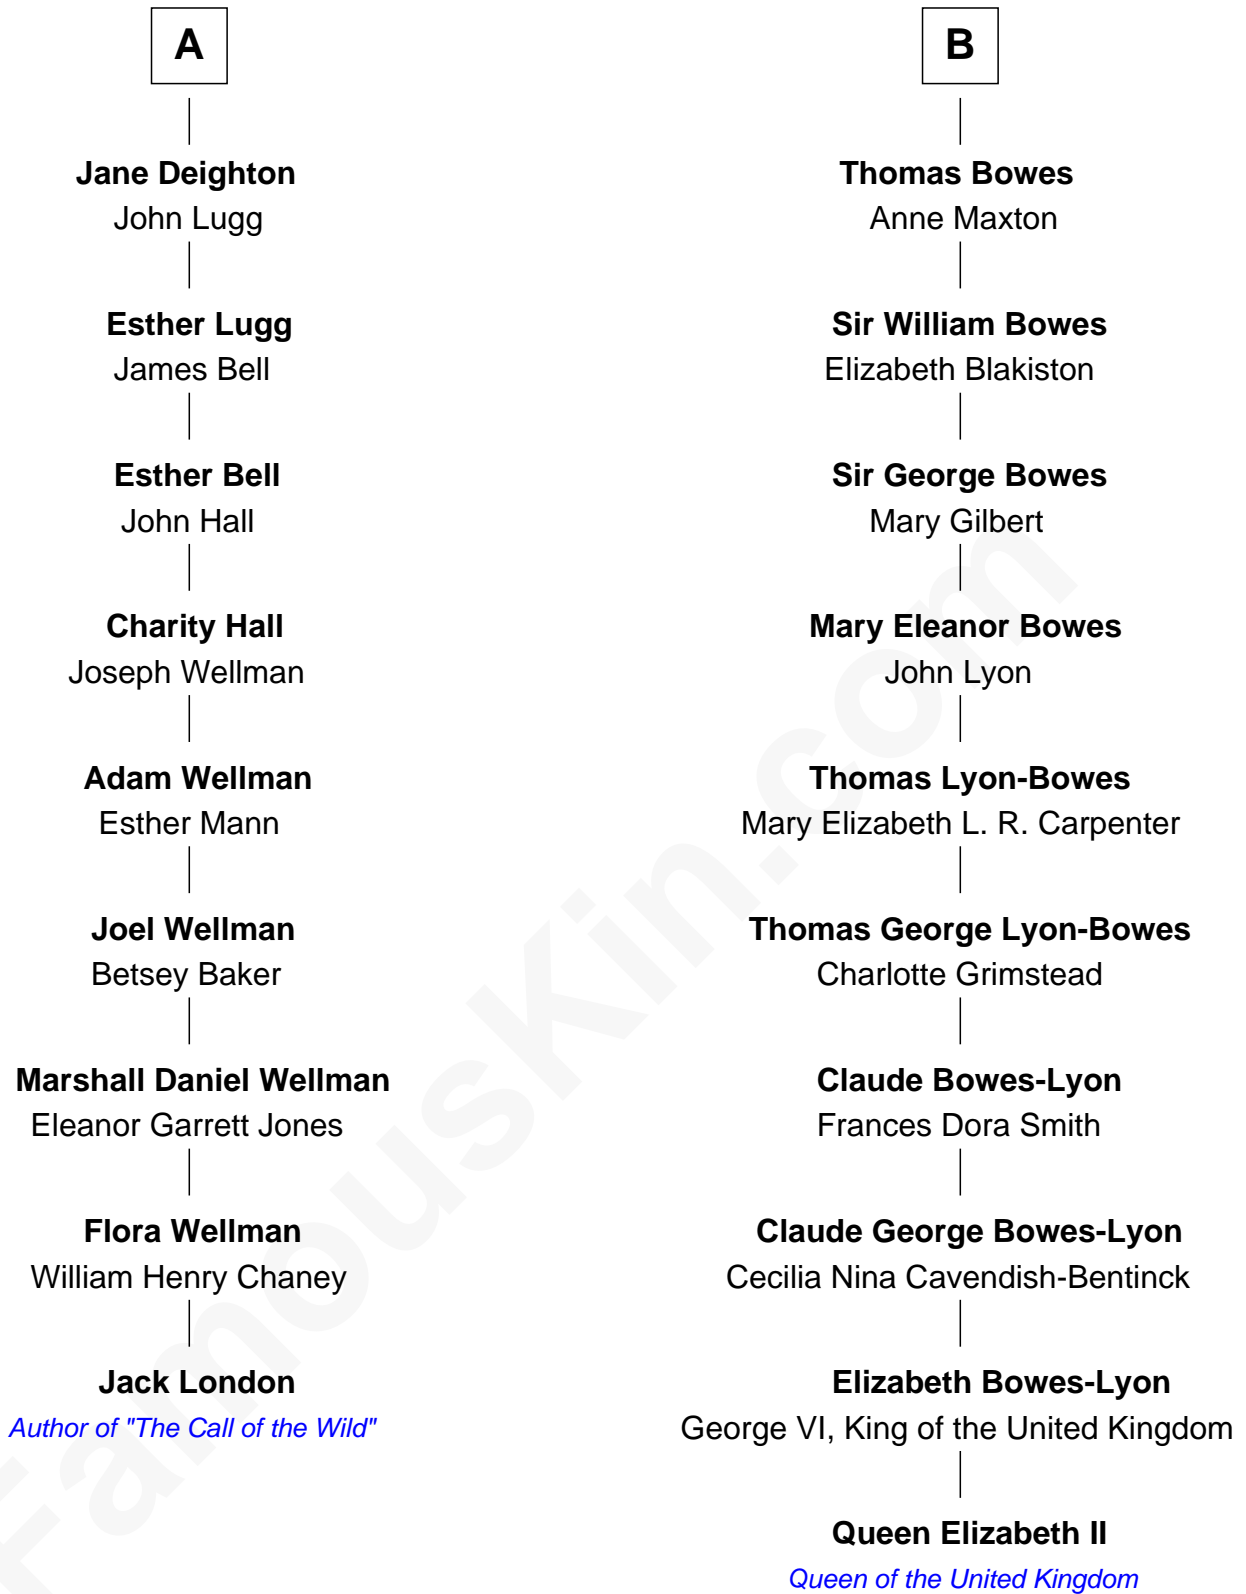 A
Jane Deighton
John Lugg
Esther Lugg
James Bell
Esther Bell
John Hall
Charity Hall
Joseph Wellman
Adam Wellman
Esther Mann
Joel Wellman
Betsey Baker
Marshall Daniel Wellman
Eleanor Garrett Jones
Flora Wellman
William Henry Chaney
Jack London
Author of "The Call of the Wild"
B
Thomas Bowes
Anne Maxton
Sir William Bowes
Elizabeth Blakiston
Sir George Bowes
Mary Gilbert
Mary Eleanor Bowes
John Lyon
Thomas Lyon-Bowes
Mary Elizabeth L. R. Carpenter
Thomas George Lyon-Bowes
Charlotte Grimstead
Claude Bowes-Lyon
Frances Dora Smith
Claude George Bowes-Lyon
Cecilia Nina Cavendish-Bentinck
Elizabeth Bowes-Lyon
George VI, King of the United Kingdom
Queen Elizabeth II
Queen of the United Kingdom
FamousKin.com